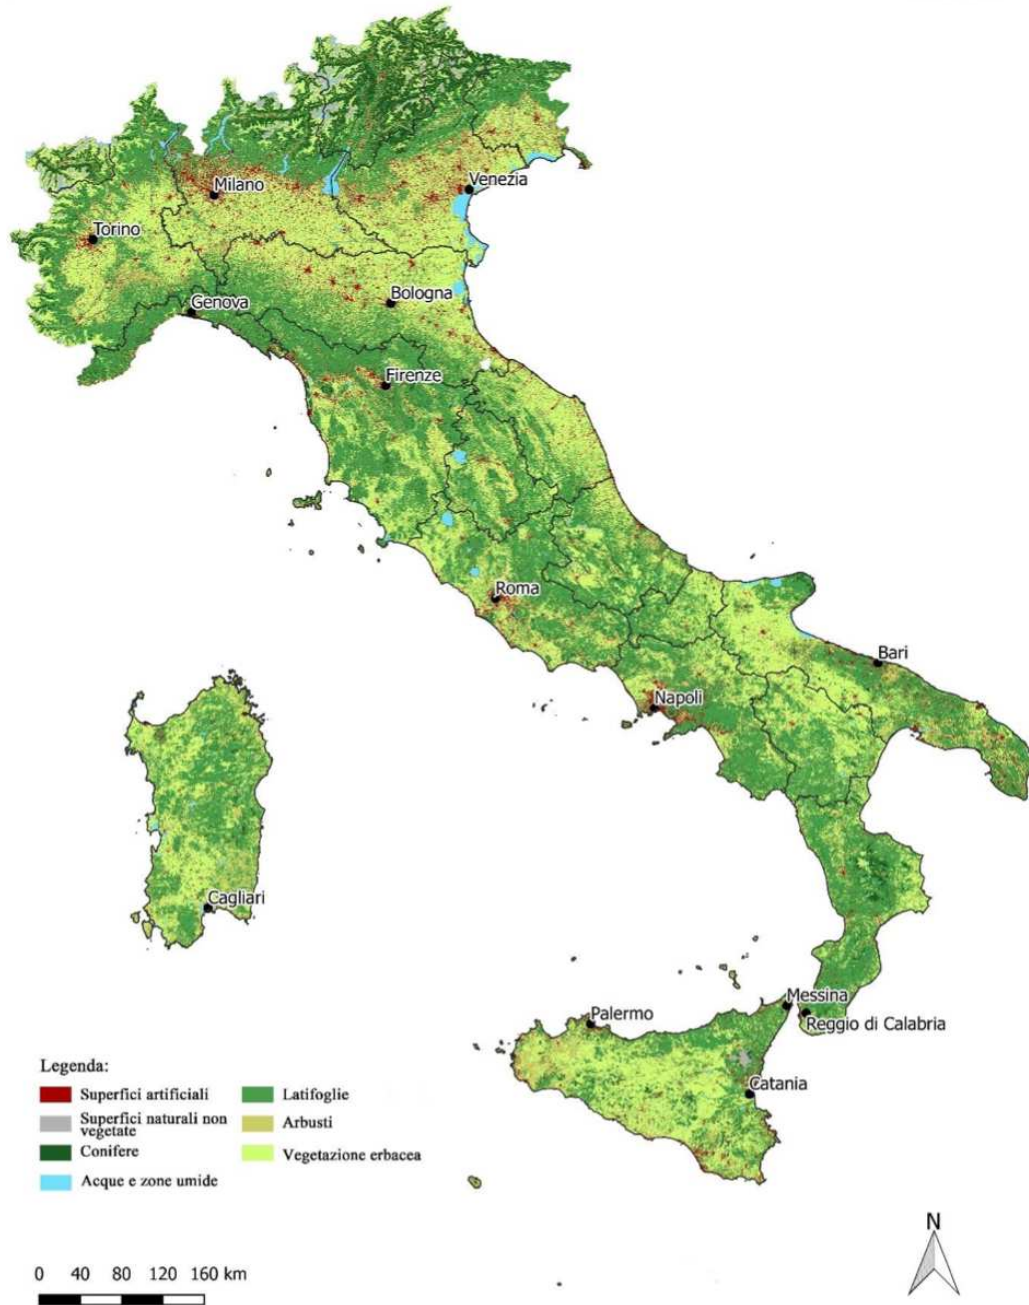 Milano
Venezia
Torino
Genova
Bologna
Firenze
Roma
Bari
Napoli
Cagliari
Messina
Palermo
Reggio di Calabria
Catania
Legenda:
Superfici artificiali
Latifoglie
Superfici naturali non
vegetate
Arbusti
Conifere
Vegetazione erbacea
Acque e zone umide
N
0 40 80 120 160 km